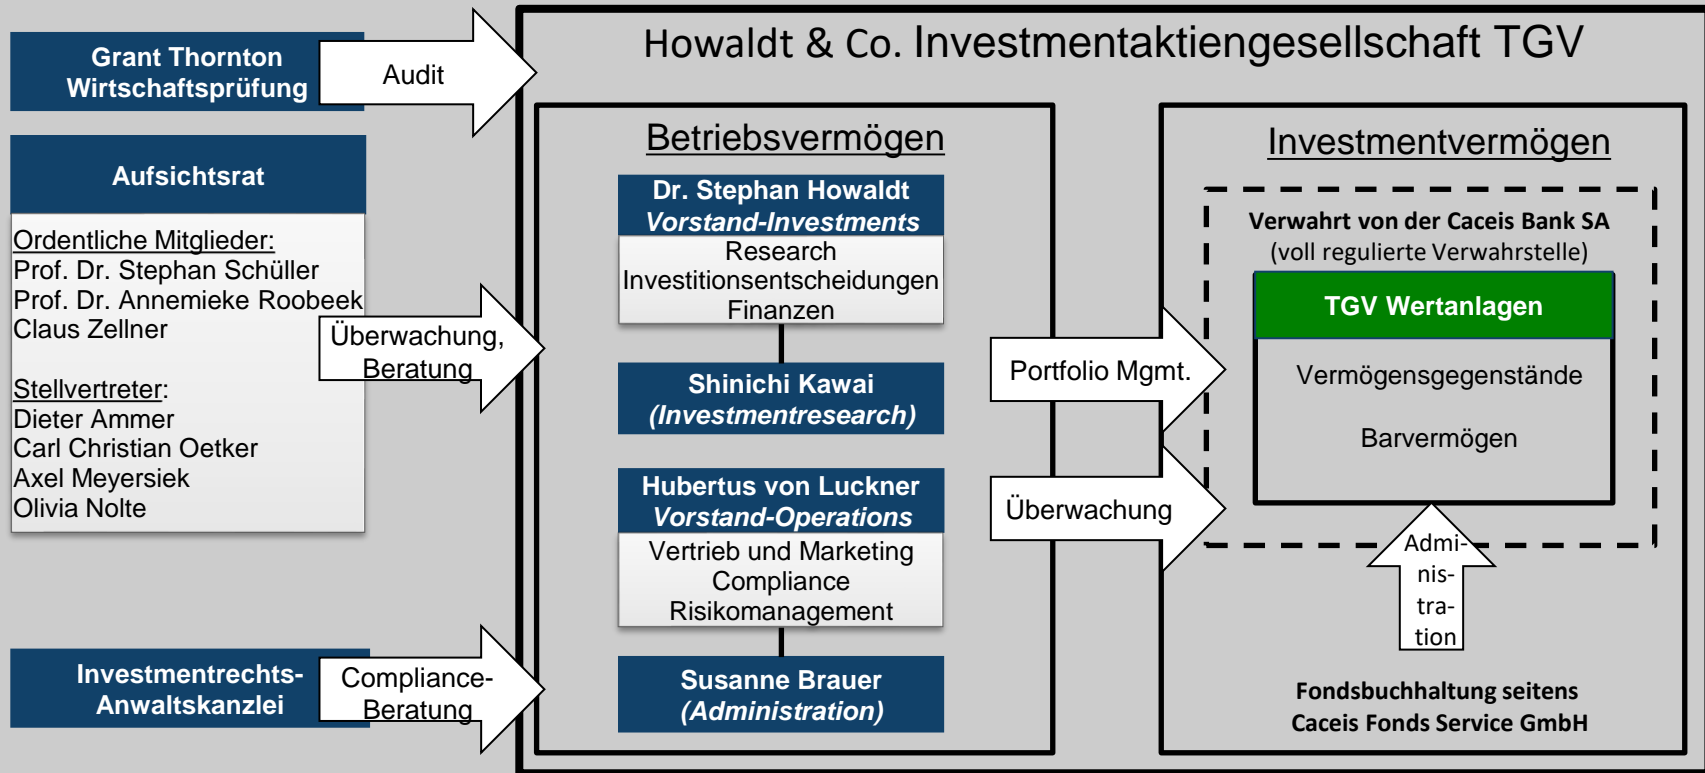 Howaldt & Co. Investmentaktiengesellschaft TGV
Grant Thornton
Wirtschaftsprüfung
Audit
Aufsichtsrat
Ordentliche Mitglieder:
Prof. Dr. Stephan Schüller
Prof. Dr. Annemieke Roobeek
Claus Zellner
Stellvertreter:
Dieter Ammer
Carl Christian Oetker
Axel Meyersiek
Olivia Nolte
Überwachung,
Beratung
Investmentrechts-
Anwaltskanzlei
Compliance-
Beratung
Betriebsvermögen
Dr. Stephan Howaldt
Vorstand-Investments
Research
Investitionsentscheidungen
Finanzen
Shinichi Kawai
(Investmentresearch)
Hubertus von Luckner
Vorstand-Operations
Vertrieb und Marketing
Compliance
Risikomanagement
Susanne Brauer
(Administration)
Portfolio Mgmt.
Überwachung
Investmentvermögen
Verwahrt von der Caceis Bank SA
(voll regulierte Verwahrstelle)
TGV Wertanlagen
Vermögensgegenstände
Barvermögen
Admi-
nis-
tra-
tion
Fondsbuchhaltung seitens
Caceis Fonds Service GmbH